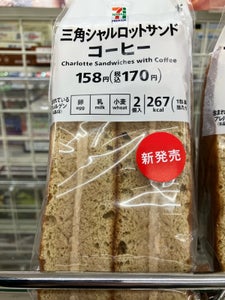 三角シャルロットサンド
コーヒー
Charlotte Sandwiches with Coffee
158円(税込170円)
卵 乳 小麦 2個入 267
egg milk wheat kcal
新発売